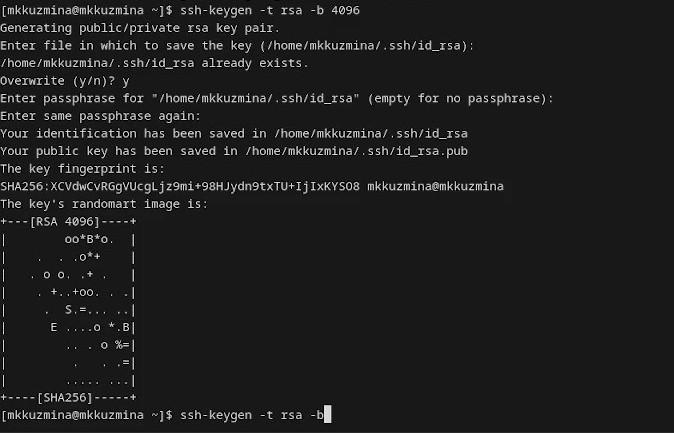 [mkkuzmina@mkkuzmina ~]$ ssh-keygen -t rsa -b 4096
Generating public/private rsa key pair.
Enter file in which to save the key (/home/mkkuzmina/.ssh/id_rsa):
/home/mkkuzmina/.ssh/id_rsa already exists.
Overwrite (y/n)? y
Enter passphrase for "/home/mkkuzmina/.ssh/id_rsa" (empty for no passphrase):
Enter same passphrase again:
Your identification has been saved in /home/mkkuzmina/.ssh/id_rsa
Your public key has been saved in /home/mkkuzmina/.ssh/id_rsa.pub
The key fingerprint is:
SHA256:XCVdwCvRGgVUcgLjz9mi+98HJydn9txTU+IjIxKYSO8 mkkuzmina@mkkuzmina
The key's randomart image is:
+---[RSA 4096]----+
|        oo*B*o.  |
|    .  . .o*+    |
|   . o o. .+ .   |
|    . +..+oo. . .|
|     .  S.=... ..|
|      E ....o *.B|
|        .. . o %=|
|         .   . .=|
|        ..... ...|
+----[SHA256]-----+
[mkkuzmina@mkkuzmina ~]$ ssh-keygen -t rsa -b